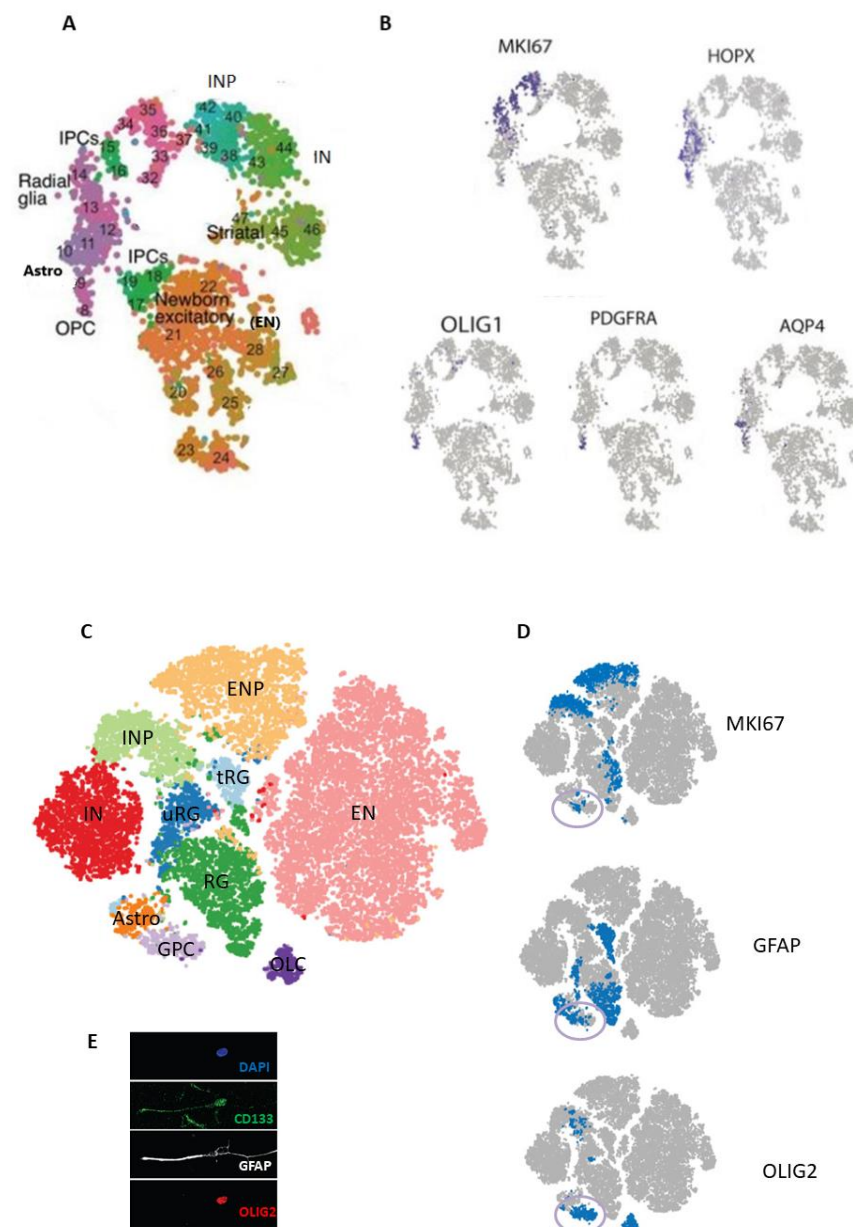 A
INP
35
42
40
34
41
36
37
IPCs
15
39
44
38
43
IN
33
16
14
32
Radial
glia
13
47
12
Striatal
45
46
10
11
Astro
IPCs
9
19
18
22
8
17
Newborn
excitatory
OPC
(EN)
21
28
26
27
20
25
23
24
B
MKI67
HOPX
OLIG1
PDGFRA
AQP4
C
ENP
INP
tRG
IN
uRG
EN
RG
Astro
GPC
OLC
D
MKI67
GFAP
OLIG2
E
DAPI
CD133
GFAP
OLIG2